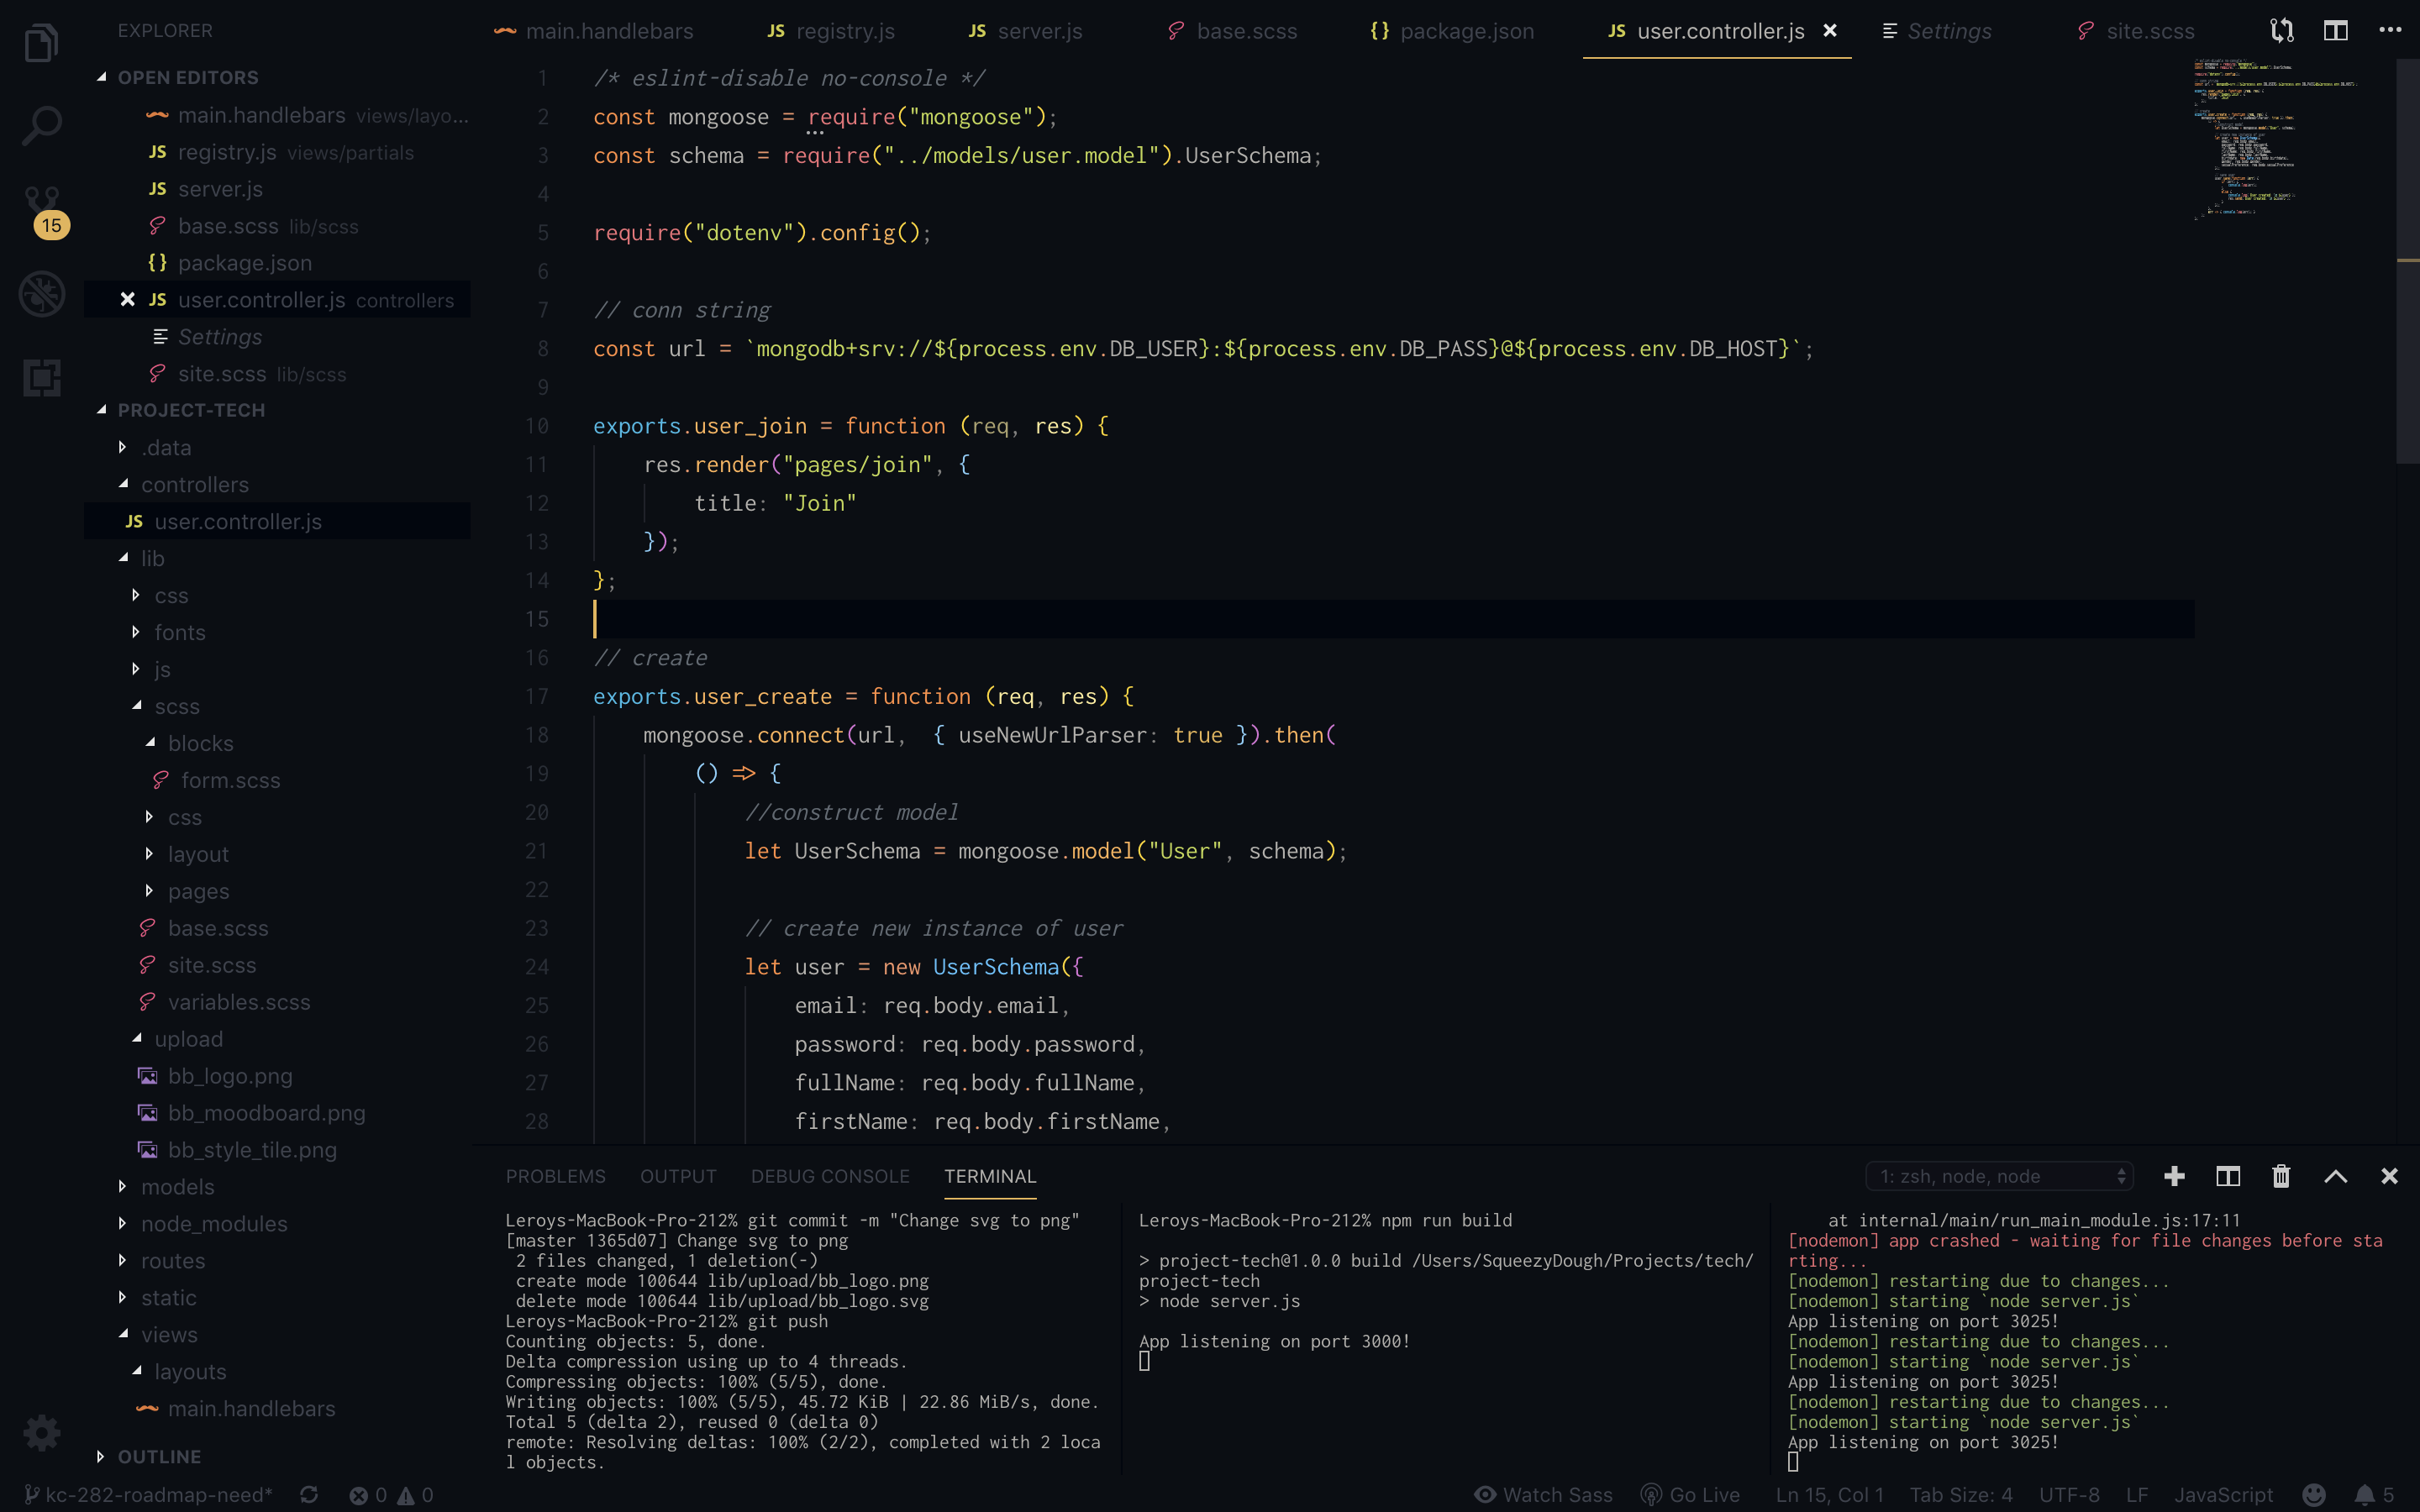 EXPLORER
OPEN EDITORS
main.handlebars views/layo...
JS registry.js views/partials
JS server.js
base.scss lib/scss
{} package.json
JS user.controller.js controllers
Settings
site.scss lib/scss
15
PROJECT-TECH
.data
controllers
JS user.controller.js
lib
css
fonts
js
scss
blocks
form.scss
css
layout
pages
base.scss
site.scss
variables.scss
upload
bb_logo.png
bb_moodboard.png
bb_style_tile.png
models
node_modules
routes
static
views
layouts
main.handlebars
OUTLINE
main.handlebars JS registry.js JS server.js base.scss {} package.json JS user.controller.js Settings site.scss
1 /* eslint-disable no-console */
2 const mongoose = require("mongoose");
3 const schema = require("../models/user.model").UserSchema;
4
5 require("dotenv").config();
6
7 // conn string
8 const url = `mongodb+srv://${process.env.DB_USER}:${process.env.DB_PASS}@${process.env.DB_HOST}`;
9
10 exports.user_join = function (req, res) {
11 res.render("pages/join", {
12 title: "Join"
13 });
14 };
15
16 // create
17 exports.user_create = function (req, res) {
18 mongoose.connect(url,  { useNewUrlParser: true }).then(
19 () => {
20 //construct model
21 let UserSchema = mongoose.model("User", schema);
22
23 // create new instance of user
24 let user = new UserSchema({
25 email: req.body.email,
26 password: req.body.password,
27 fullName: req.body.fullName,
28 firstName: req.body.firstName,
PROBLEMS OUTPUT DEBUG CONSOLE TERMINAL 1: zsh, node, node
Leroys-MacBook-Pro-212% git commit -m "Change svg to png"
[master 1365d07] Change svg to png
2 files changed, 1 deletion(-)
create mode 100644 lib/upload/bb_logo.png
delete mode 100644 lib/upload/bb_logo.svg
Leroys-MacBook-Pro-212% git push
Counting objects: 5, done.
Delta compression using up to 4 threads.
Compressing objects: 100% (5/5), done.
Writing objects: 100% (5/5), 45.72 KiB | 22.86 MiB/s, done.
Total 5 (delta 2), reused 0 (delta 0)
remote: Resolving deltas: 100% (2/2), completed with 2 loca
l objects.
Leroys-MacBook-Pro-212% npm run build
> project-tech@1.0.0 build /Users/SqueezyDough/Projects/tech/
project-tech
> node server.js
App listening on port 3000!
at internal/main/run_main_module.js:17:11
[nodemon] app crashed - waiting for file changes before sta
rting...
[nodemon] restarting due to changes...
[nodemon] starting `node server.js`
App listening on port 3025!
[nodemon] restarting due to changes...
[nodemon] starting `node server.js`
App listening on port 3025!
[nodemon] restarting due to changes...
[nodemon] starting `node server.js`
App listening on port 3025!
kc-282-roadmap-need* 0 0 Watch Sass Go Live Ln 15, Col 1 Tab Size: 4 UTF-8 LF JavaScript 5